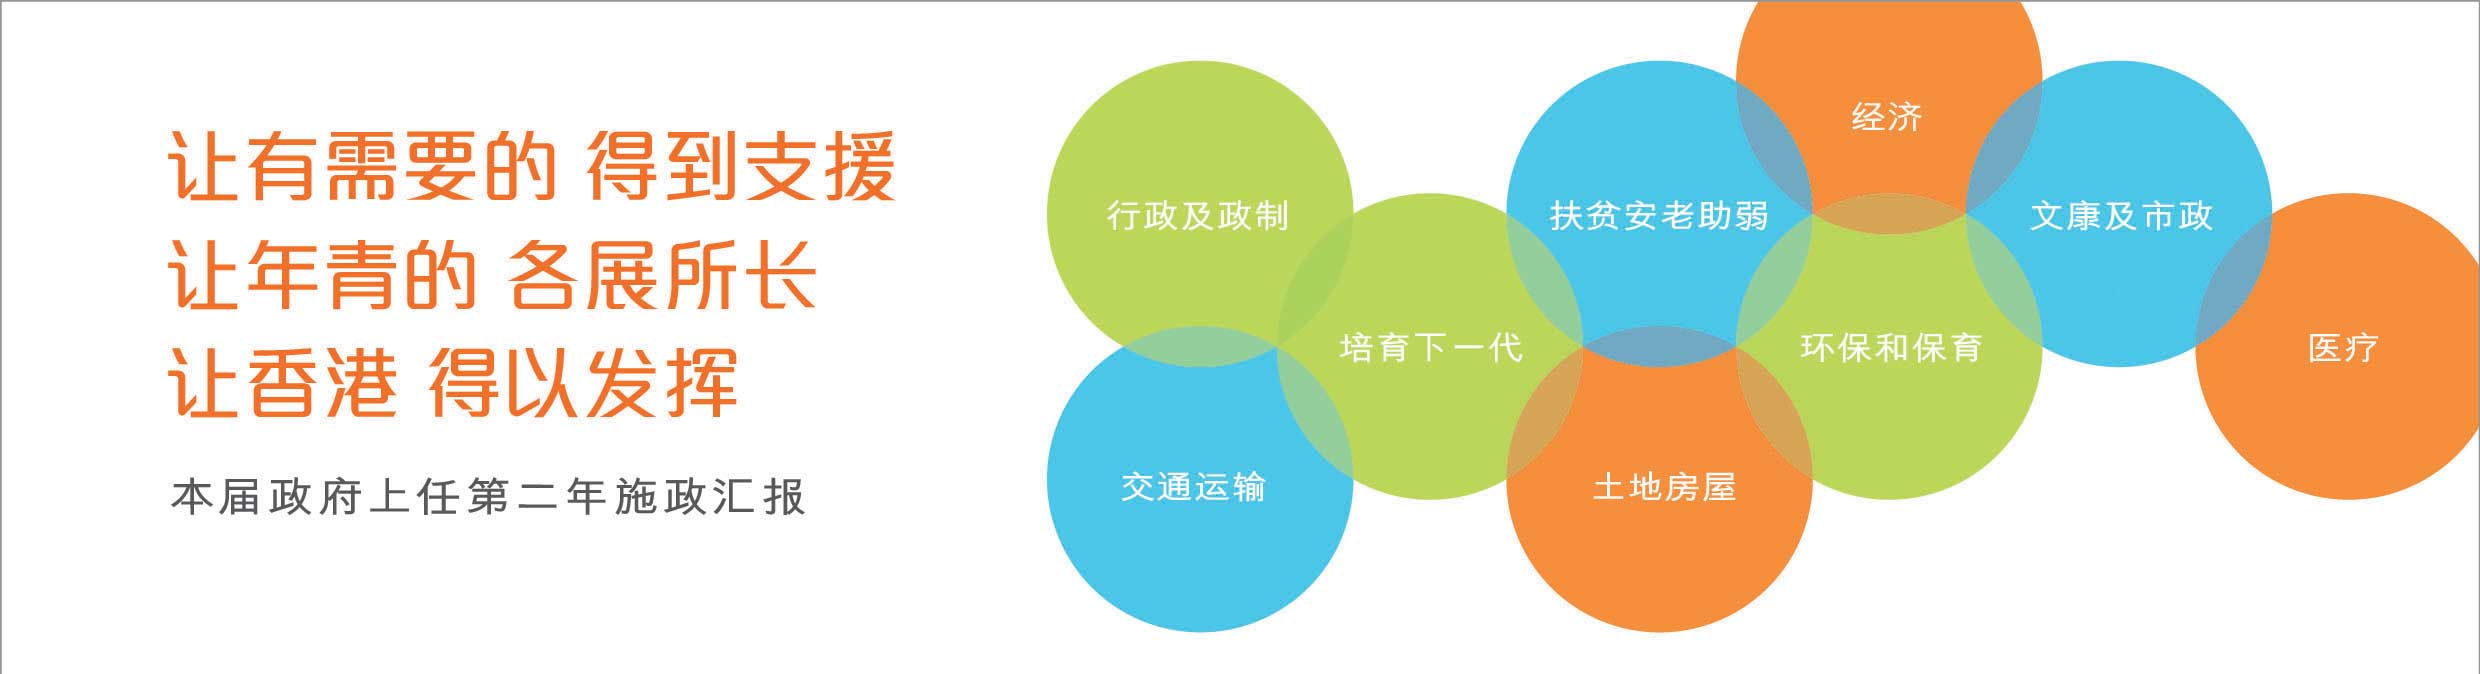 让有需要的 得到支援
让年青的 各展所长
让香港 得以发挥
本届政府上任第二年施政汇报
经济
行政及政制
扶贫安老助弱
文康及市政
培育下一代
环保和保育
医疗
交通运输
土地房屋